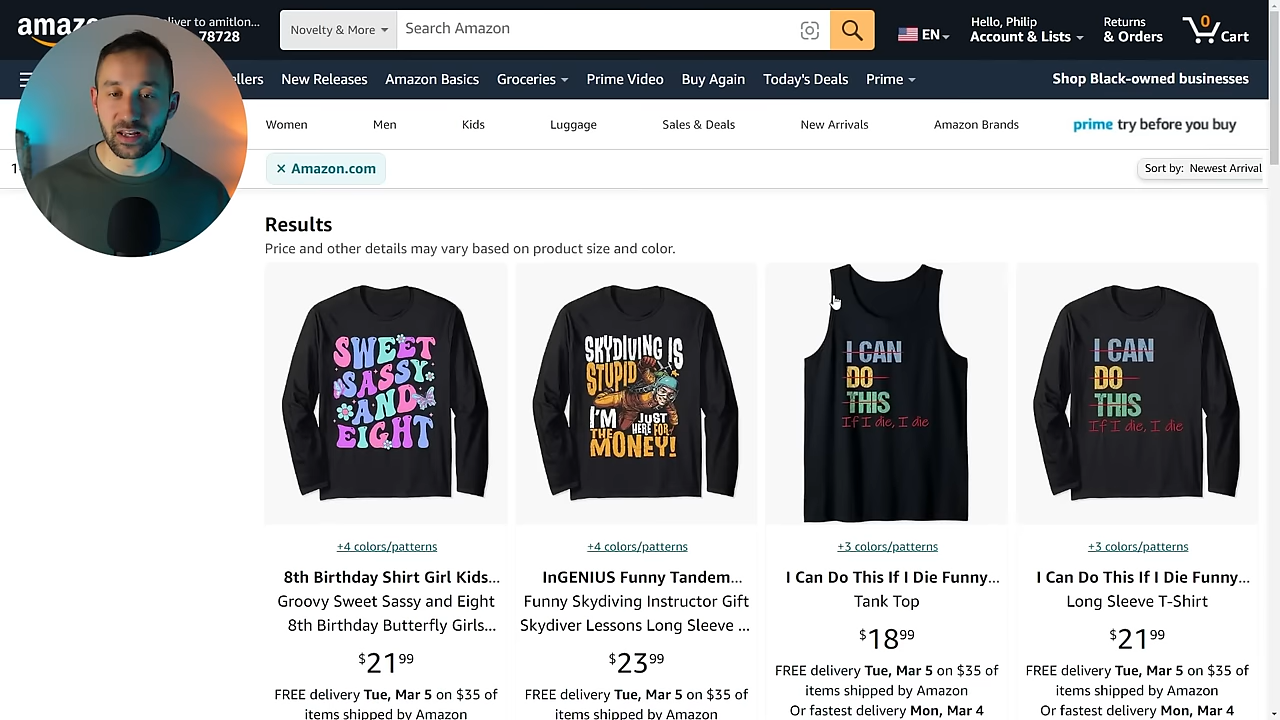 amaz
Deliver to amitlon...
78728
Novelty & More
Search Amazon
EN
Hello, Philip
Account & Lists
Returns
& Orders
0
Cart
New Releases
Amazon Basics
Groceries
Prime Video
Buy Again
Today's Deals
Prime
Shop Black-owned businesses
Women
Men
Kids
Luggage
Sales & Deals
New Arrivals
Amazon Brands
prime try before you buy
× Amazon.com
Sort by: Newest Arrival
Results
Price and other details may vary based on product size and color.
SWEET
SASSY
AND
EIGHT
SKYDIVING IS
STUPID
I'M JUST
THE HERE FOR
MONEY!
I CAN
DO
THIS
If I die, I die
I CAN
DO
THIS
If I die, I die
+4 colors/patterns
+4 colors/patterns
+3 colors/patterns
+3 colors/patterns
8th Birthday Shirt Girl Kids...
Groovy Sweet Sassy and Eight
8th Birthday Butterfly Girls...
$21 99
FREE delivery Tue, Mar 5 on $35 of
items shipped by Amazon
InGENIUS Funny Tandem...
Funny Skydiving Instructor Gift
Skydiver Lessons Long Sleeve ...
$23 99
FREE delivery Tue, Mar 5 on $35 of
items shipped by Amazon
I Can Do This If I Die Funny...
Tank Top
$18 99
FREE delivery Tue, Mar 5 on $35 of
items shipped by Amazon
Or fastest delivery Mon, Mar 4
I Can Do This If I Die Funny...
Long Sleeve T-Shirt
$21 99
FREE delivery Tue, Mar 5 on $35 of
items shipped by Amazon
Or fastest delivery Mon, Mar 4